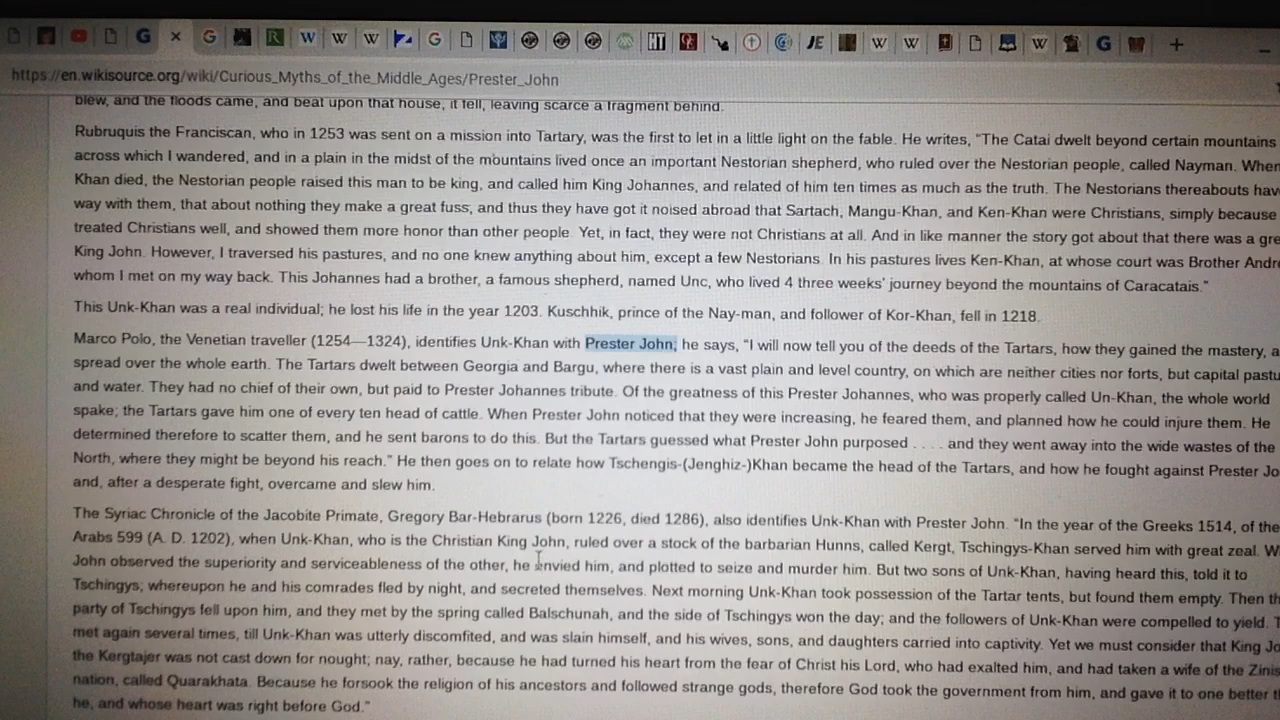 https://en.wikisource.org/wiki/Curious_Myths_of_the_Middle_Ages/Prester_John
blew, and the floods came, and beat upon that house, it fell, leaving scarce a fragment behind.
Rubruquis the Franciscan, who in 1253 was sent on a mission into Tartary, was the first to let in a little light on the fable. He writes, “The Catai dwelt beyond certain mountains
across which I wandered, and in a plain in the midst of the mountains lived once an important Nestorian shepherd, who ruled over the Nestorian people, called Nayman. When
Khan died, the Nestorian people raised this man to be king, and called him King Johannes, and related of him ten times as much as the truth. The Nestorians thereabouts hav
way with them, that about nothing they make a great fuss, and thus they have got it noised abroad that Sartach, Mangu-Khan, and Ken-Khan were Christians, simply because
treated Christians well, and showed them more honor than other people. Yet, in fact, they were not Christians at all. And in like manner the story got about that there was a gre
King John. However, I traversed his pastures, and no one knew anything about him, except a few Nestorians. In his pastures lives Ken-Khan, at whose court was Brother Andre
whom I met on my way back. This Johannes had a brother, a famous shepherd, named Unc, who lived 4 three weeks' journey beyond the mountains of Caracatais.”
This Unk-Khan was a real individual; he lost his life in the year 1203. Kuschhik, prince of the Nay-man, and follower of Kor-Khan, fell in 1218.
Marco Polo, the Venetian traveller (1254—1324), identifies Unk-Khan with Prester John; he says, “I will now tell you of the deeds of the Tartars, how they gained the mastery, a
spread over the whole earth. The Tartars dwelt between Georgia and Bargu, where there is a vast plain and level country, on which are neither cities nor forts, but capital pastu
and water. They had no chief of their own, but paid to Prester Johannes tribute. Of the greatness of this Prester Johannes, who was properly called Un-Khan, the whole world
spake; the Tartars gave him one of every ten head of cattle. When Prester John noticed that they were increasing, he feared them, and planned how he could injure them. He
determined therefore to scatter them, and he sent barons to do this. But the Tartars guessed what Prester John purposed . . . . and they went away into the wide wastes of the
North, where they might be beyond his reach.” He then goes on to relate how Tschengis-(Jenghiz-)Khan became the head of the Tartars, and how he fought against Prester Jo
and, after a desperate fight, overcame and slew him.
The Syriac Chronicle of the Jacobite Primate, Gregory Bar-Hebrarus (born 1226, died 1286), also identifies Unk-Khan with Prester John. “In the year of the Greeks 1514, of the
Arabs 599 (A. D. 1202), when Unk-Khan, who is the Christian King John, ruled over a stock of the barbarian Hunns, called Kergt, Tschingys-Khan served him with great zeal. W
John observed the superiority and serviceableness of the other, he envied him, and plotted to seize and murder him. But two sons of Unk-Khan, having heard this, told it to
Tschingys; whereupon he and his comrades fled by night, and secreted themselves. Next morning Unk-Khan took possession of the Tartar tents, but found them empty. Then th
party of Tschingys fell upon him, and they met by the spring called Balschunah, and the side of Tschingys won the day; and the followers of Unk-Khan were compelled to yield. T
met again several times, till Unk-Khan was utterly discomfited, and was slain himself, and his wives, sons, and daughters carried into captivity. Yet we must consider that King Jo
the Kergtajer was not cast down for nought; nay, rather, because he had turned his heart from the fear of Christ his Lord, who had exalted him, and had taken a wife of the Zinis
nation, called Quarakhata. Because he forsook the religion of his ancestors and followed strange gods, therefore God took the government from him, and gave it to one better t
he, and whose heart was right before God.”